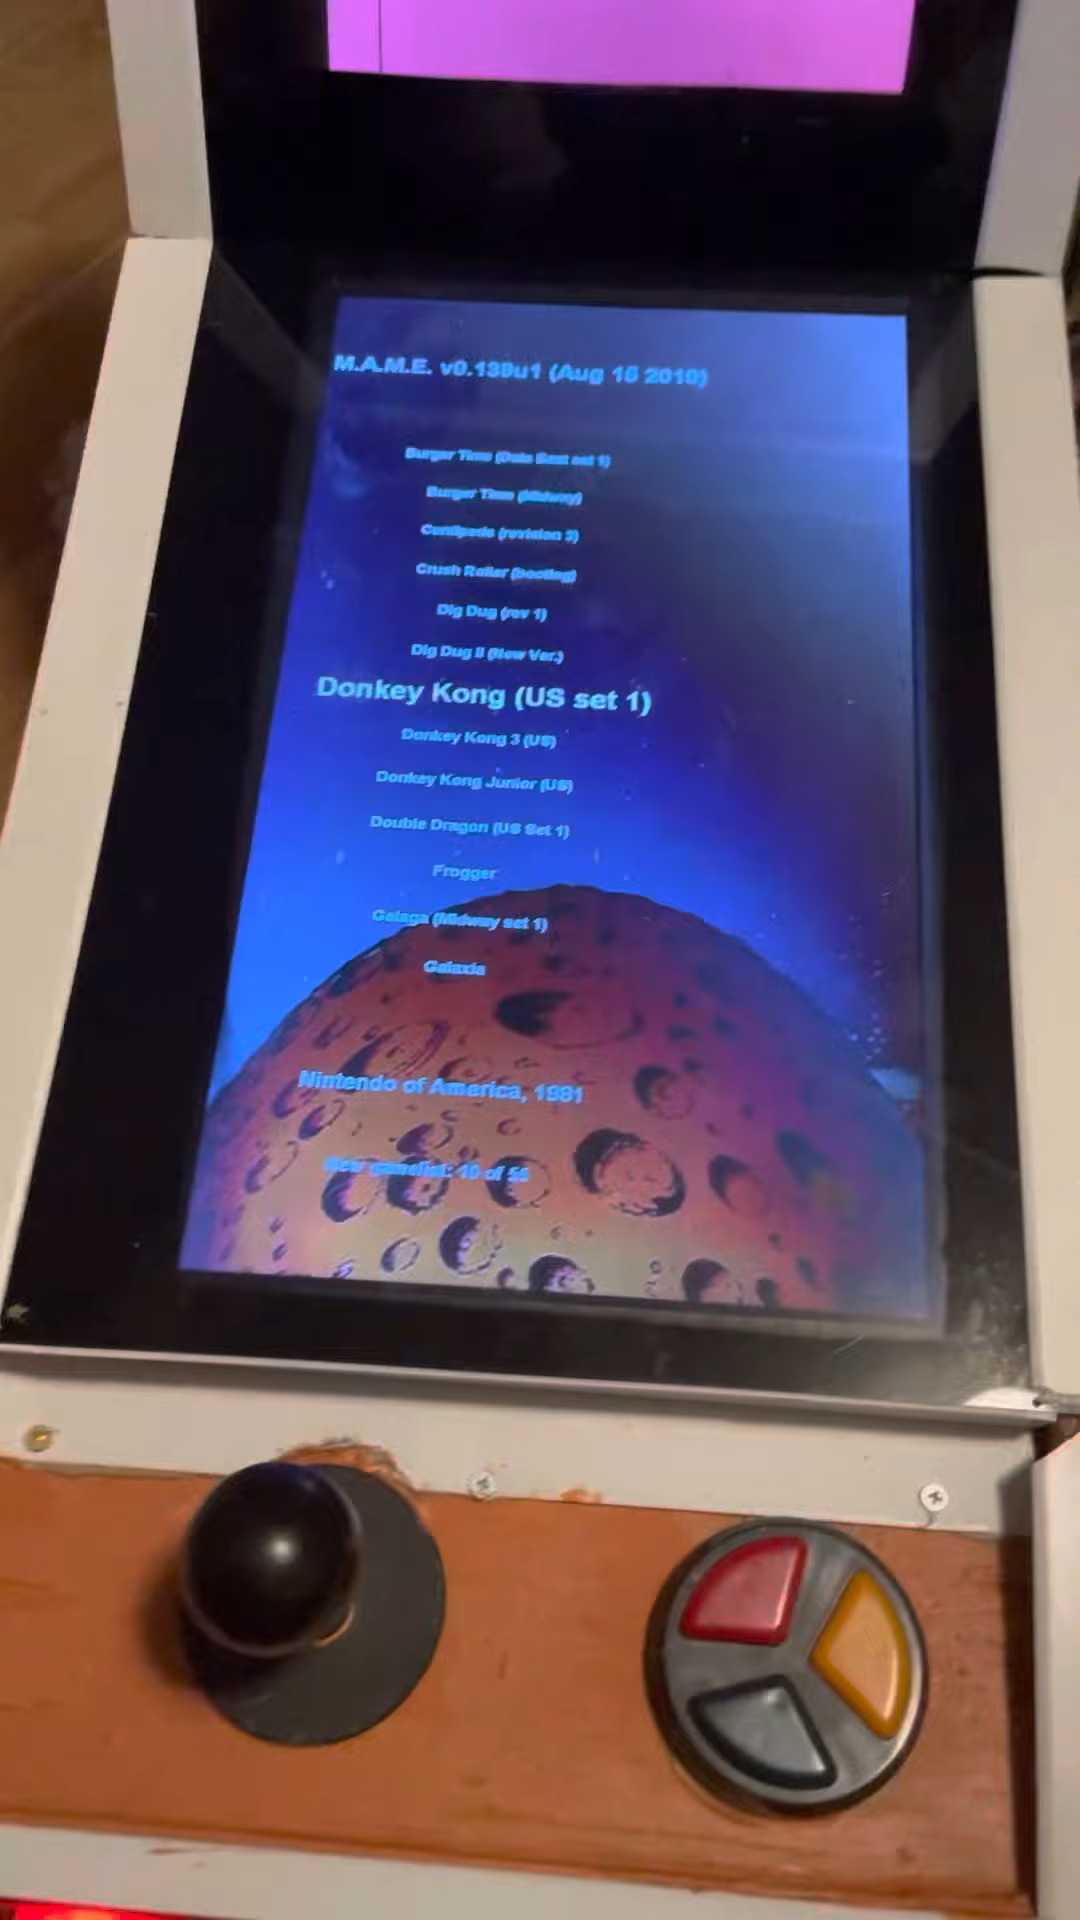 M.A.M.E. v0.139u1 (Aug 16 2010)
Burger Time (Data East set 1)
Burger Time (Midway)
Centipede (revision 3)
Crush Roller (bootleg)
Dig Dug (rev 1)
Dig Dug II (New Ver.)
Donkey Kong (US set 1)
Donkey Kong 3 (US)
Donkey Kong Junior (US)
Double Dragon (US Set 1)
Frogger
Galaga (Midway set 1)
Galaxia
Nintendo of America, 1981
gamelist: 10 of